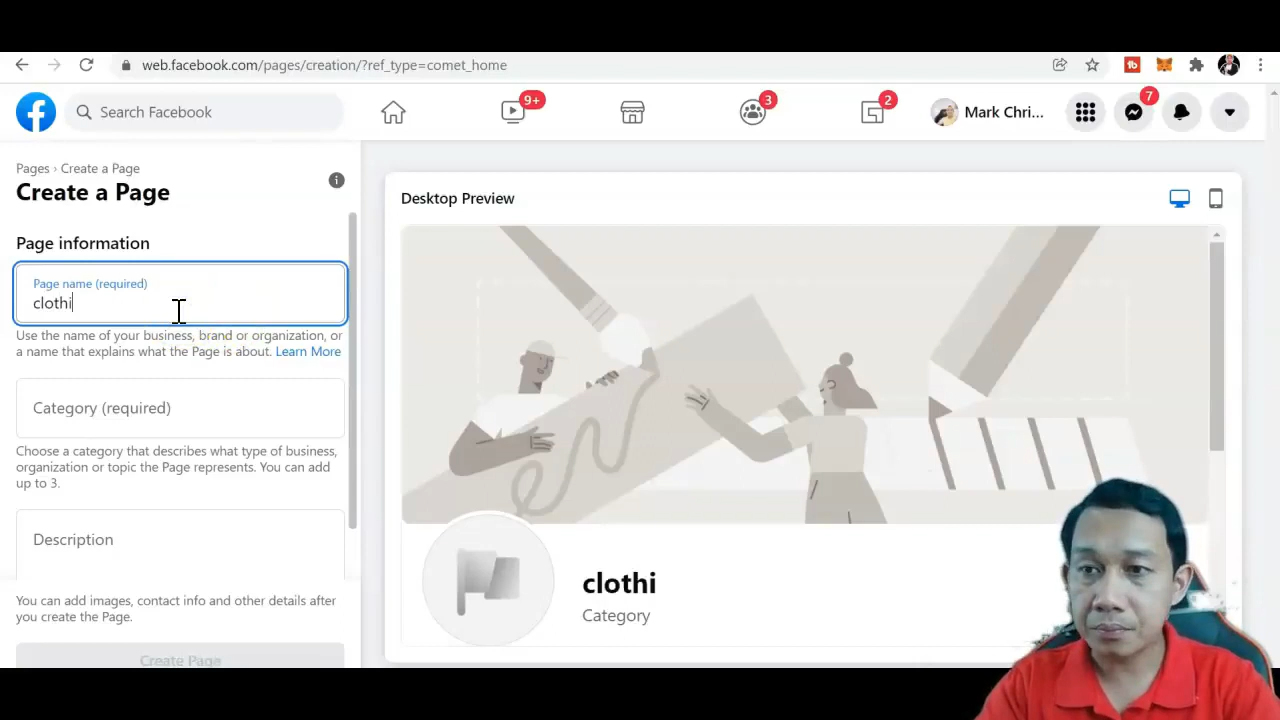 web.facebook.com/pages/creation/?ref_type=comet_home
Search Facebook
9+
3
2
Mark Chri...
7
Pages › Create a Page
Create a Page
Page information
Page name (required)
clothi
Use the name of your business, brand or organization, or
a name that explains what the Page is about. Learn More
Category (required)
Choose a category that describes what type of business,
organization or topic the Page represents. You can add
up to 3.
Description
You can add images, contact info and other details after
you create the Page.
Create Page
Desktop Preview
clothi
Category